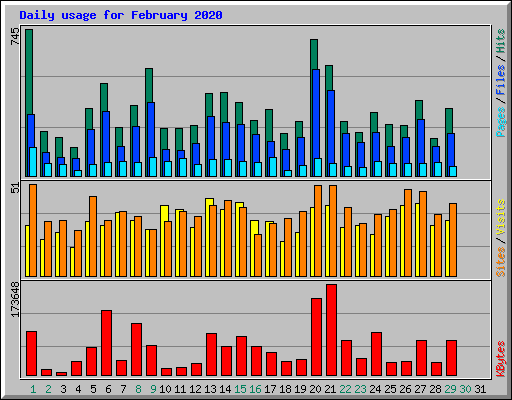 Daily usage for February 2020
745
Pages / Files / Hits
51
Sites / Visits
173648
KBytes
1 2 3 4 5 6 7 8 9 10 11 12 13 14 15 16 17 18 19 20 21 22 23 24 25 26 27 28 29 30 31